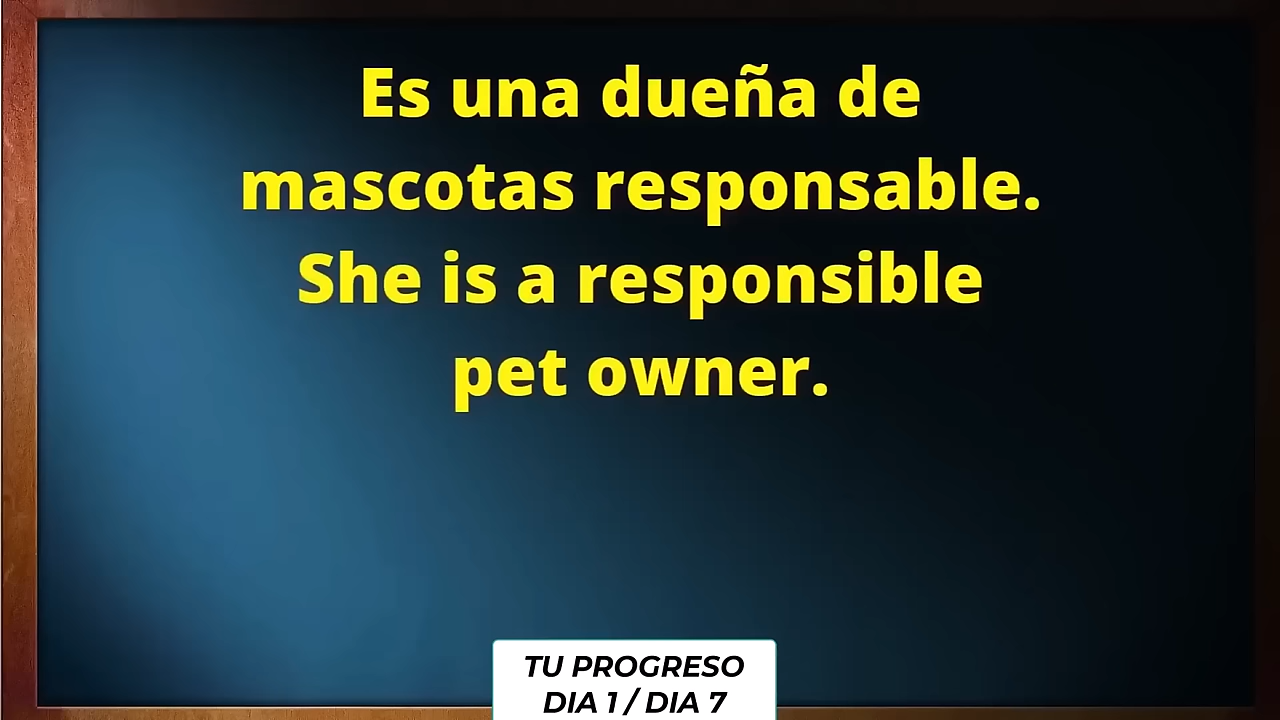 Es una dueña de
mascotas responsable.
She is a responsible
pet owner.
TU PROGRESO
DIA 1 / DIA 7